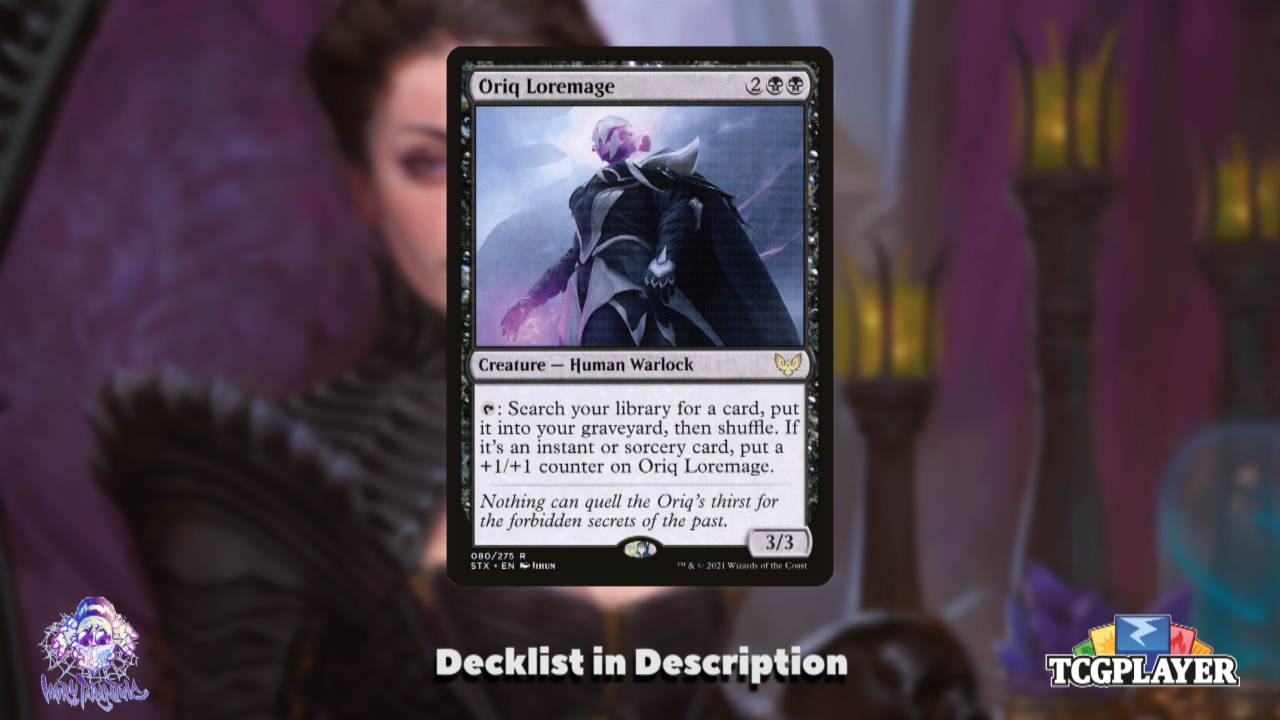 Oriq Loremage 2
Creature — Human Warlock
: Search your library for a card, put
it into your graveyard, then shuffle. If
it's an instant or sorcery card, put a
+1/+1 counter on Oriq Loremage.
Nothing can quell the Oriq's thirst for
the forbidden secrets of the past.
3/3
080/275 R
STX • EN JIHUN
™ & © 2021 Wizards of the Coast
Decklist in Description
TCGPLAYER